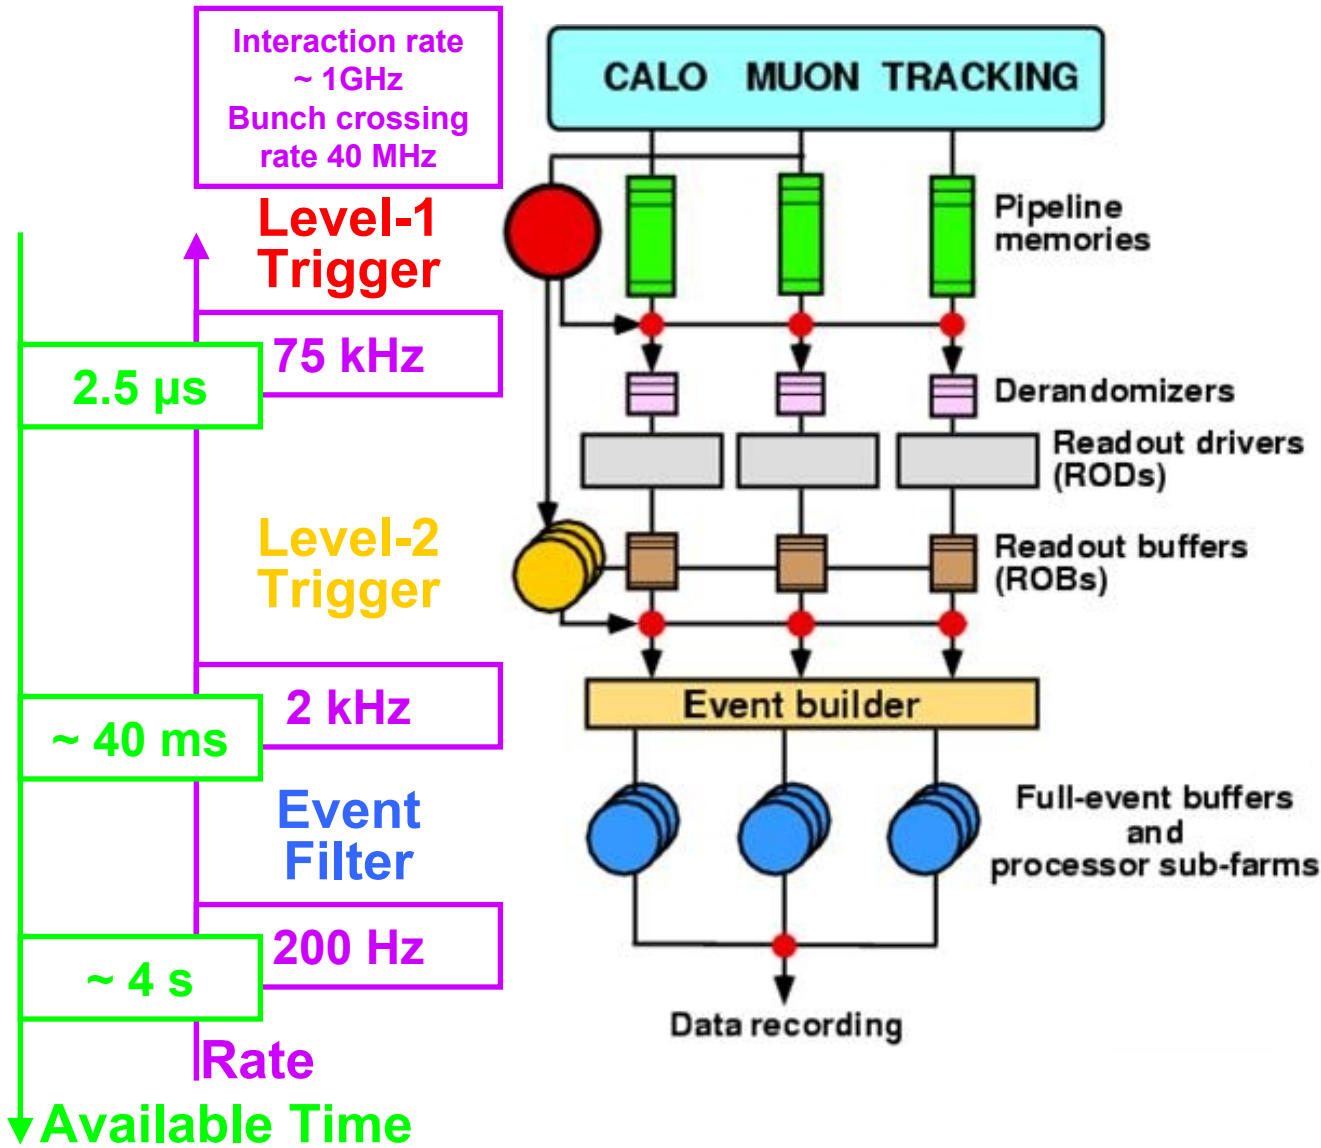 Interaction rate
~ 1GHz
Bunch crossing
rate 40 MHz
CALO MUON TRACKING
Level-1
Trigger
Pipeline
memories
75 kHz
2.5 µs
Derandomizers
Readout drivers
(RODs)
Level-2
Trigger
Readout buffers
(ROBs)
2 kHz
~ 40 ms
Event builder
Event
Filter
Full-event buffers
and
processor sub-farms
200 Hz
~ 4 s
Data recording
Rate
Available Time